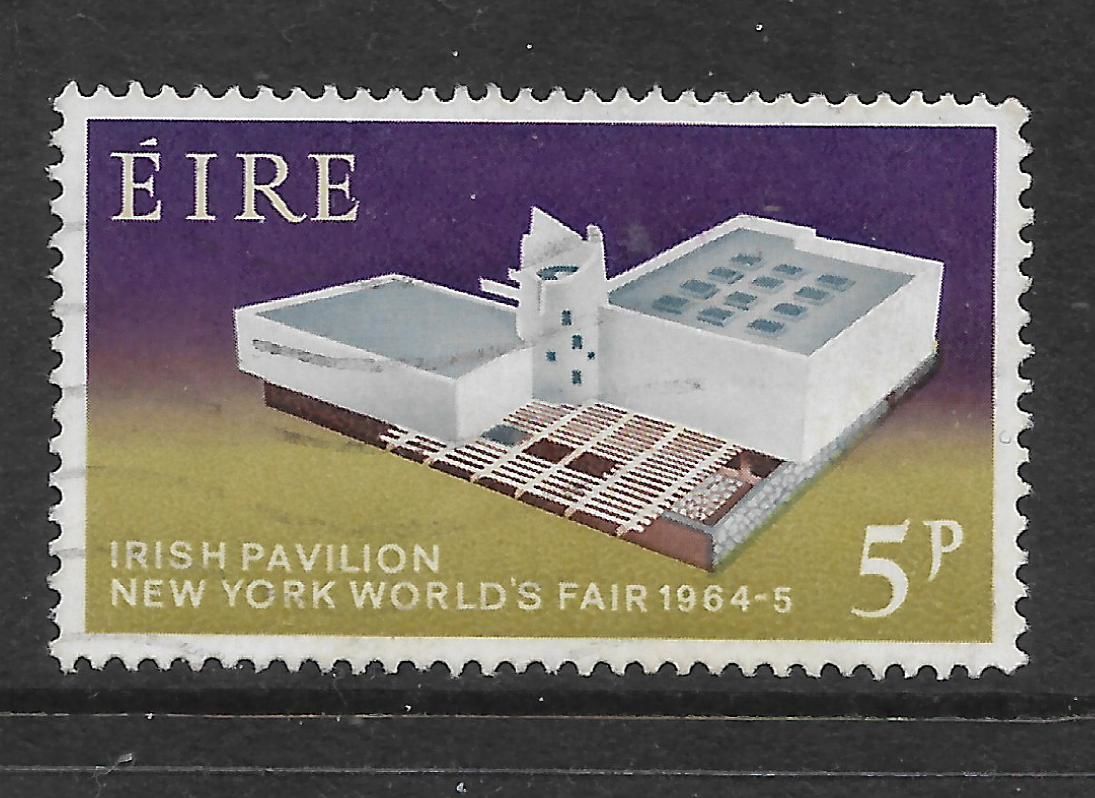 ÉIRE
IRISH PAVILION
NEW YORK WORLD'S FAIR 1964-5
5P